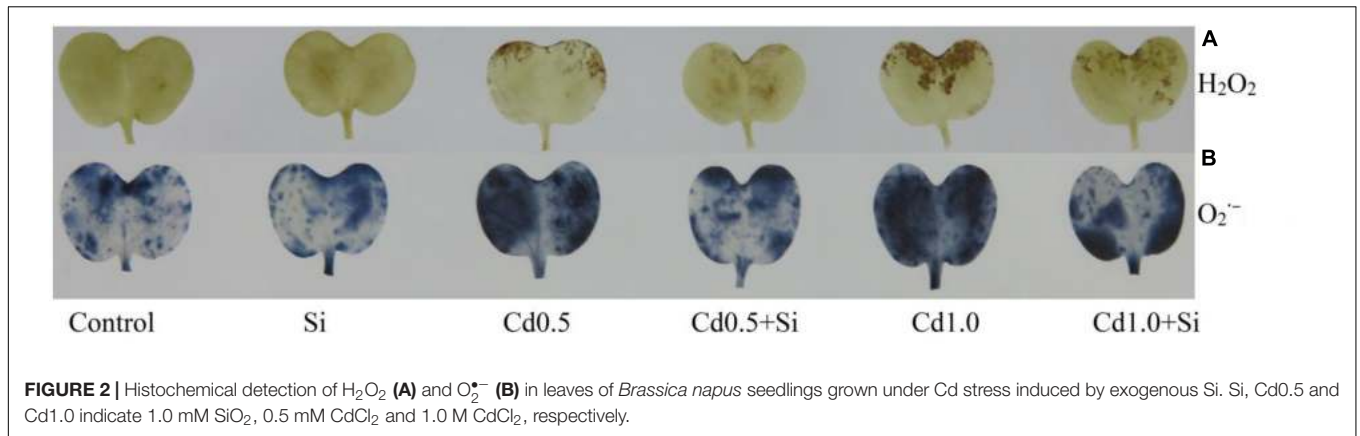 A
H₂O₂
B
O₂·⁻
Control Si Cd0.5 Cd0.5+Si Cd1.0 Cd1.0+Si
FIGURE 2 | Histochemical detection of H₂O₂ (A) and O₂•⁻ (B) in leaves of Brassica napus seedlings grown under Cd stress induced by exogenous Si. Si, Cd0.5 and
Cd1.0 indicate 1.0 mM SiO₂, 0.5 mM CdCl₂ and 1.0 M CdCl₂, respectively.